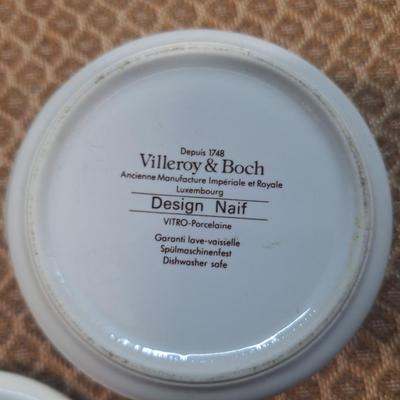 Depuis 1748
Villeroy & Boch
Ancienne Manufacture Impériale et Royale
Luxembourg
Design Naif
VITRO-Porcelaine
Garanti lave-vaisselle
Spülmaschinenfest
Dishwasher safe